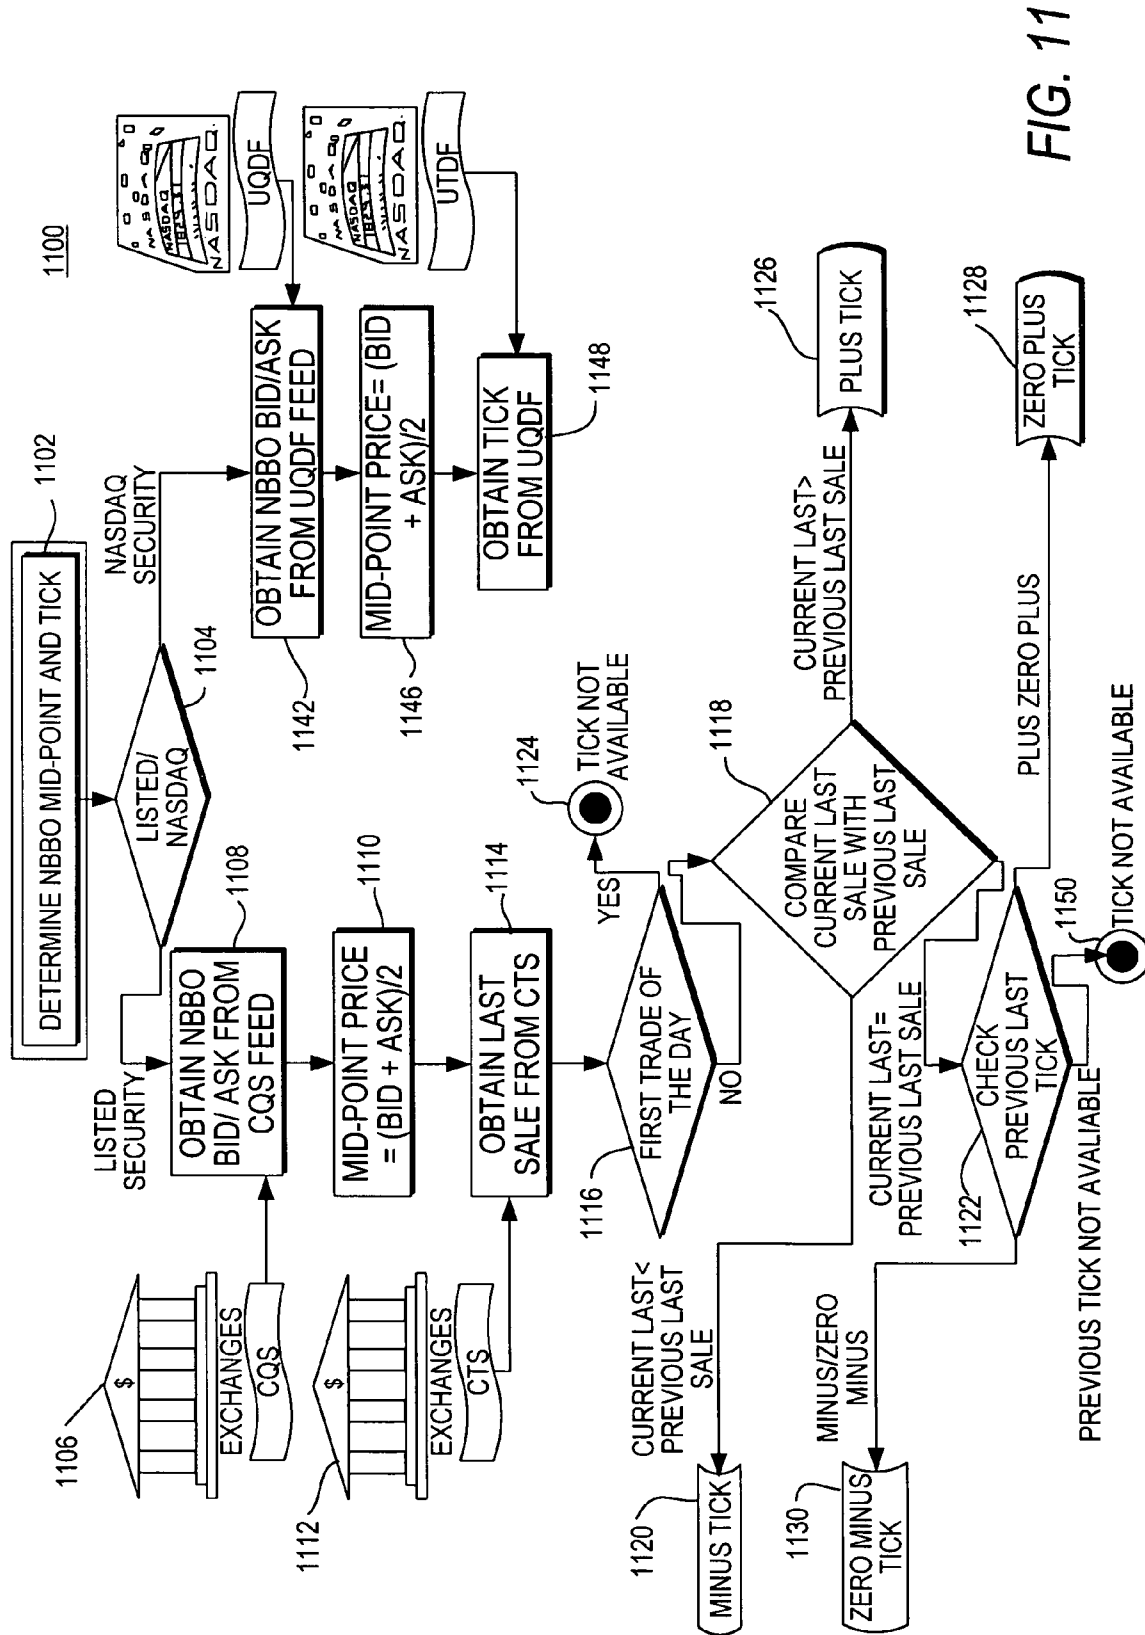 1100
DETERMINE NBBO MID-POINT AND TICK
1102
LISTED/
NASDAQ
1104
LISTED
SECURITY
NASDAQ
SECURITY
1106
$
EXCHANGES
CQS
OBTAIN NBBO
BID/ ASK FROM
CQS FEED
1108
MID-POINT PRICE
= (BID + ASK)/2
1110
1112
$
EXCHANGES
CTS
OBTAIN LAST
SALE FROM CTS
1114
OBTAIN NBBO BID/ASK
FROM UQDF FEED
1142
NASDAQ
NASDAQ
NASDAQ
UQDF
MID-POINT PRICE= (BID
+ ASK)/2
1146
NASDAQ
NASDAQ
NASDAQ
UTDF
OBTAIN TICK
FROM UQDF
1148
FIRST TRADE OF
THE DAY
1116
YES
NO
1124
TICK NOT
AVAILABLE
COMPARE
CURRENT LAST
SALE WITH
PREVIOUS LAST
SALE
1118
CURRENT LAST<
PREVIOUS LAST
SALE
MINUS TICK
1120
CURRENT LAST>
PREVIOUS LAST SALE
PLUS TICK
1126
CURRENT LAST=
PREVIOUS LAST SALE
CHECK
PREVIOUS LAST
TICK
1122
MINUS/ZERO
MINUS
ZERO MINUS
TICK
1130
PLUS ZERO PLUS
ZERO PLUS
TICK
1128
PREVIOUS TICK NOT AVALIABLE
1150
TICK NOT AVAILABLE
FIG. 11